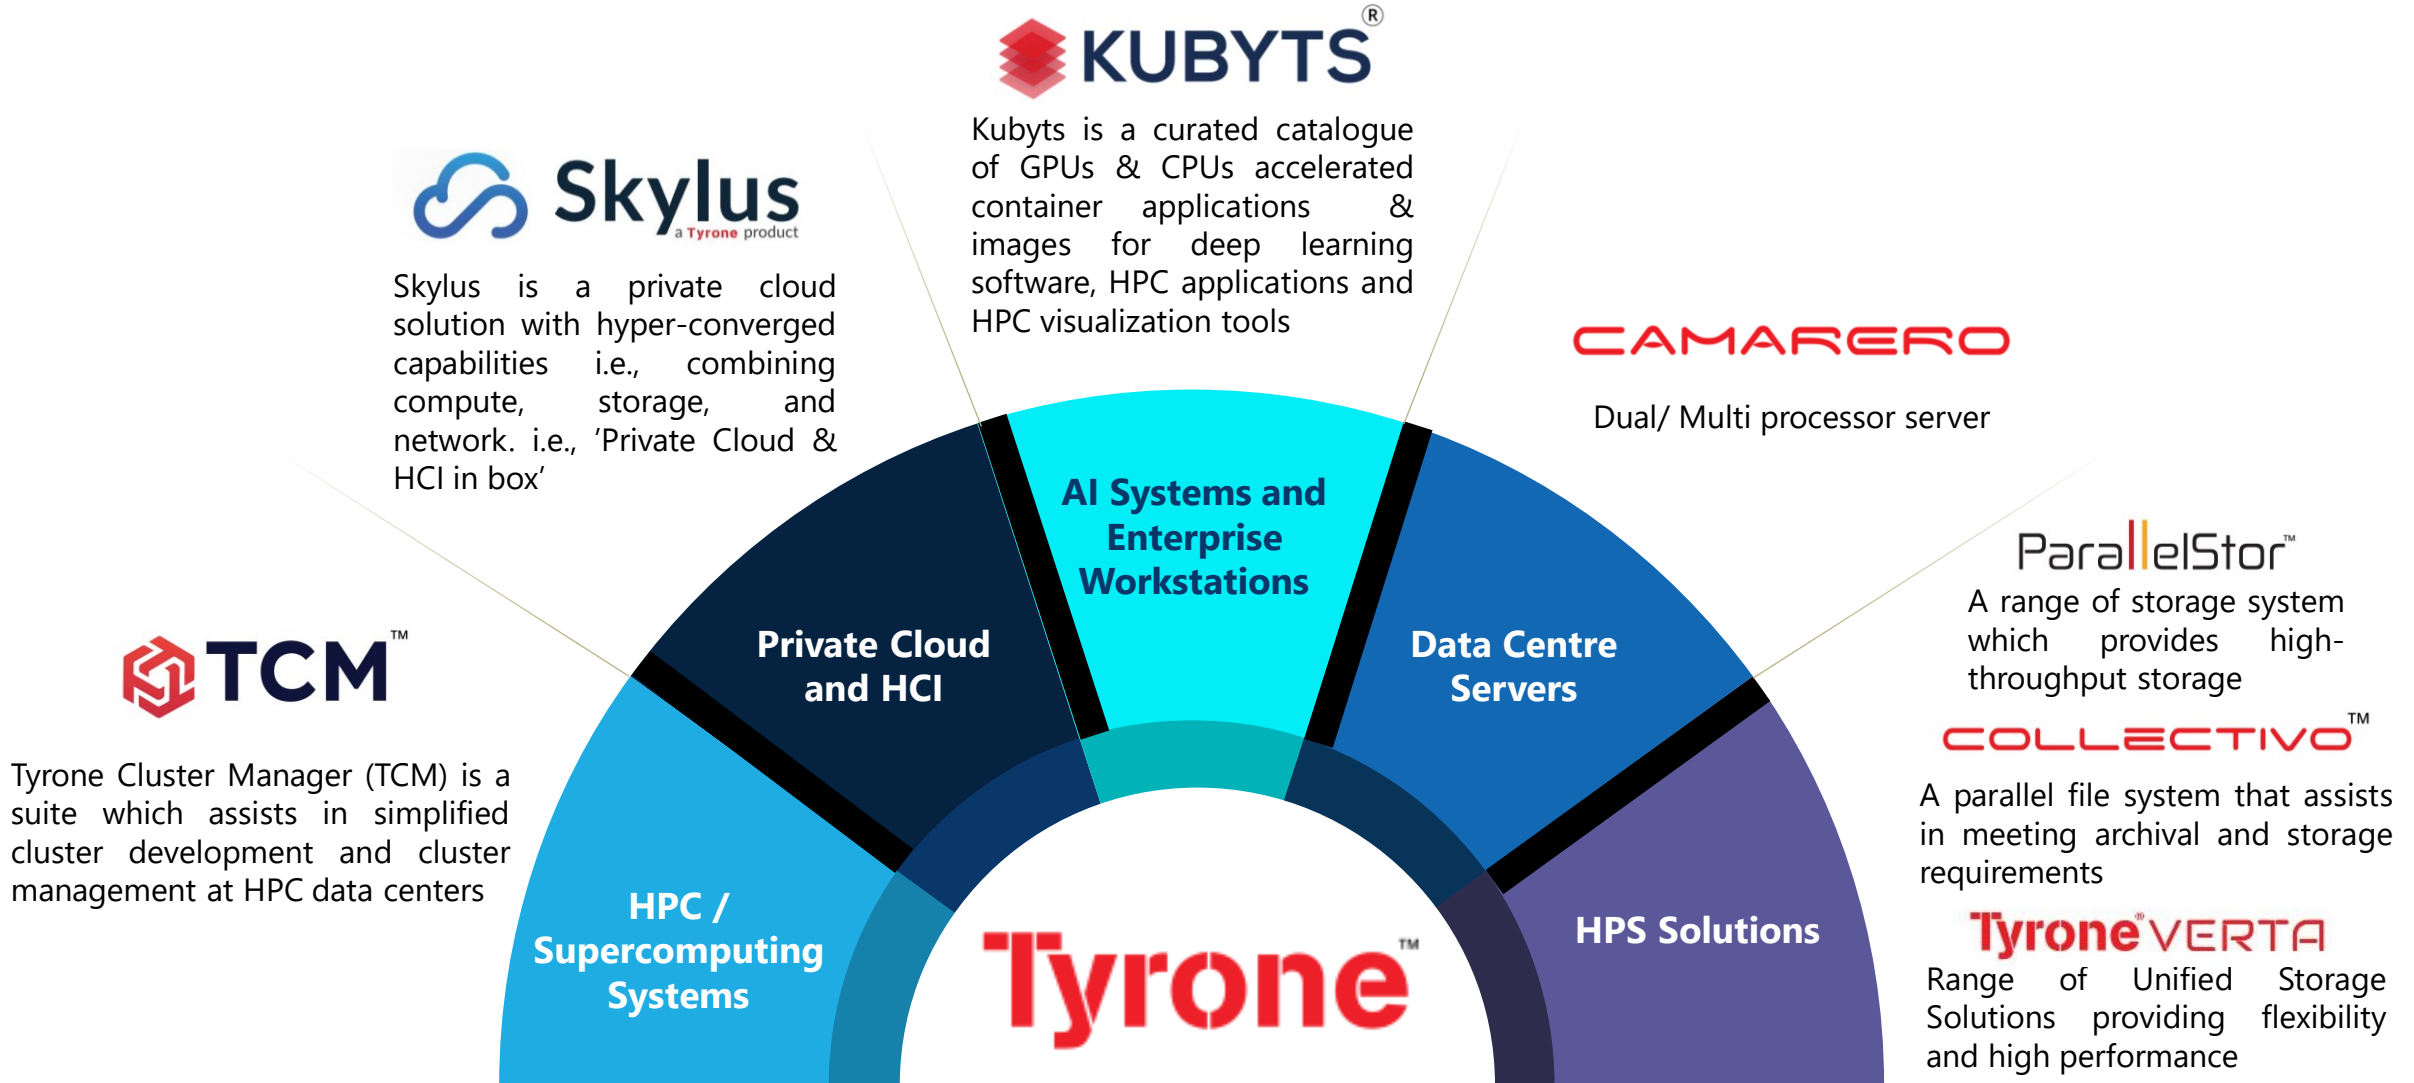 KUBYTS®
Kubyts is a curated catalogue
of GPUs & CPUs accelerated
container applications &
images for deep learning
software, HPC applications and
HPC visualization tools
Skylus
a Tyrone product
Skylus is a private cloud
solution with hyper-converged
capabilities i.e., combining
compute, storage, and
network. i.e., ’Private Cloud &
HCI in box’
CAMARERO
Dual/ Multi processor server
TCM™
Tyrone Cluster Manager (TCM) is a
suite which assists in simplified
cluster development and cluster
management at HPC data centers
ParallelStor™
A range of storage system
which provides high-
throughput storage
COLLECTIVO™
A parallel file system that assists
in meeting archival and storage
requirements
Tyrone® VERTA
Range of Unified Storage
Solutions providing flexibility
and high performance
HPC /
Supercomputing
Systems
Private Cloud
and HCI
AI Systems and
Enterprise
Workstations
Data Centre
Servers
HPS Solutions
Tyrone™